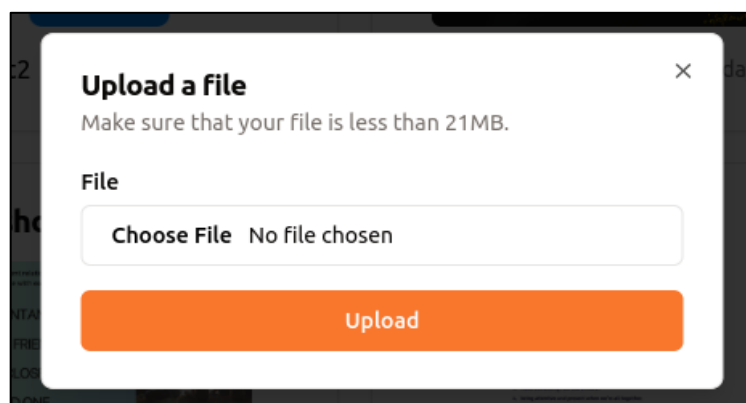 Upload a file
Make sure that your file is less than 21MB.
File
Choose File No file chosen
Upload